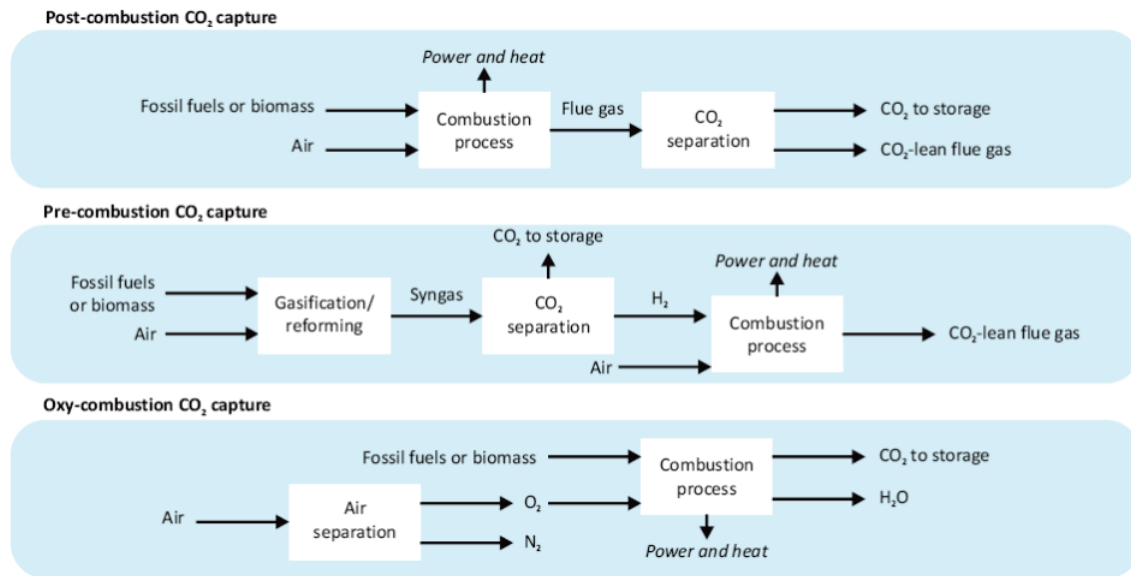 Post-combustion CO₂ capture
Power and heat
Fossil fuels or biomass
Air
Combustion
process
Flue gas
CO₂
separation
CO₂ to storage
CO₂-lean flue gas
Pre-combustion CO₂ capture
Fossil fuels
or biomass
Air
Gasification/
reforming
Syngas
CO₂ to storage
CO₂
separation
H₂
Air
Power and heat
Combustion
process
CO₂-lean flue gas
Oxy-combustion CO₂ capture
Fossil fuels or biomass
Air
Air
separation
O₂
N₂
Combustion
process
Power and heat
CO₂ to storage
H₂O